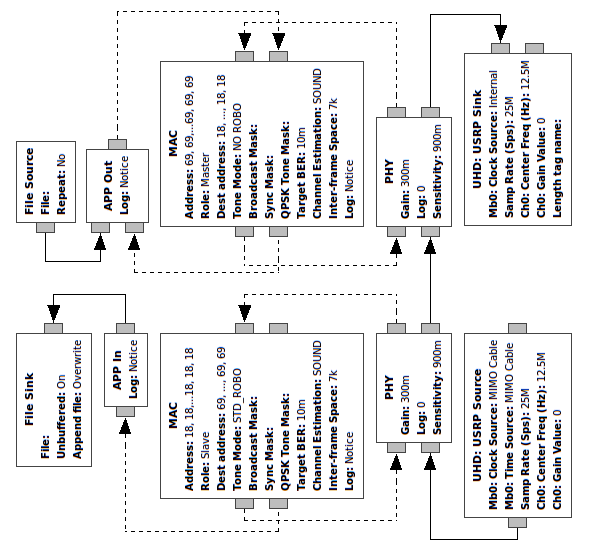 File Source
File:
Repeat: No
APP Out
Log: Notice
MAC
Address: 69, 69,...69, 69, 69
Role: Master
Dest address: 18, ..., 18, 18
Tone Mode: NO ROBO
Broadcast Mask:
Sync Mask:
QPSK Tone Mask:
Target BER: 10m
Channel Estimation: SOUND
Inter-frame Space: 7k
Log: Notice
PHY
Gain: 300m
Log: 0
Sensitivity: 900m
UHD: USRP Sink
Mb0: Clock Source: Internal
Samp Rate (Sps): 25M
Ch0: Center Freq (Hz): 12.5M
Ch0: Gain Value: 0
Length tag name:
File Sink
File:
Unbuffered: On
Append file: Overwrite
APP In
Log: Notice
MAC
Address: 18, 18,...18, 18, 18
Role: Slave
Dest address: 69, ..., 69, 69
Tone Mode: STD_ROBO
Broadcast Mask:
Sync Mask:
QPSK Tone Mask:
Target BER: 10m
Channel Estimation: SOUND
Inter-frame Space: 7k
Log: Notice
PHY
Gain: 300m
Log: 0
Sensitivity: 900m
UHD: USRP Source
Mb0: Clock Source: MIMO Cable
Mb0: Time Source: MIMO Cable
Samp Rate (Sps): 25M
Ch0: Center Freq (Hz): 12.5M
Ch0: Gain Value: 0